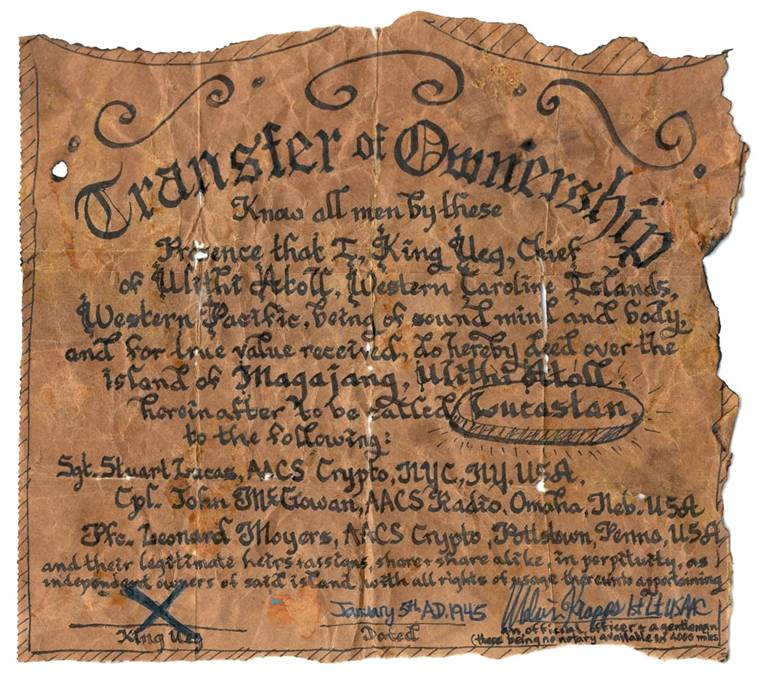 Transfer of Ownership
Know all men by these
Presence that I, King Ueg, Chief
of Ulithi Atoll, Western Caroline Islands,
Western Pacific, being of sound mind and body,
and for true value received, do hereby deed over the
island of Magajang, Ulithi Atoll,
hereinafter to be called Lucastan,
to the following:
Sgt. Stuart Lucas, AACS Crypto, NYC, NY. USA.
Cpl. John McGowan, AACS Radio, Omaha, Neb. USA
Pfc. Leonard Moyers, AACS Crypto, Pottstown, Penna, USA
and their legitimate heirs + assigns, share + share alike, in perpituity, as
independent owners of said island, with all rights of usage thereunto appertaining
X January 5th AD. 1945 1st Lt USAAC
King Ueg Dated an official officer + a gentleman
(there being no notary available in 4000 miles)